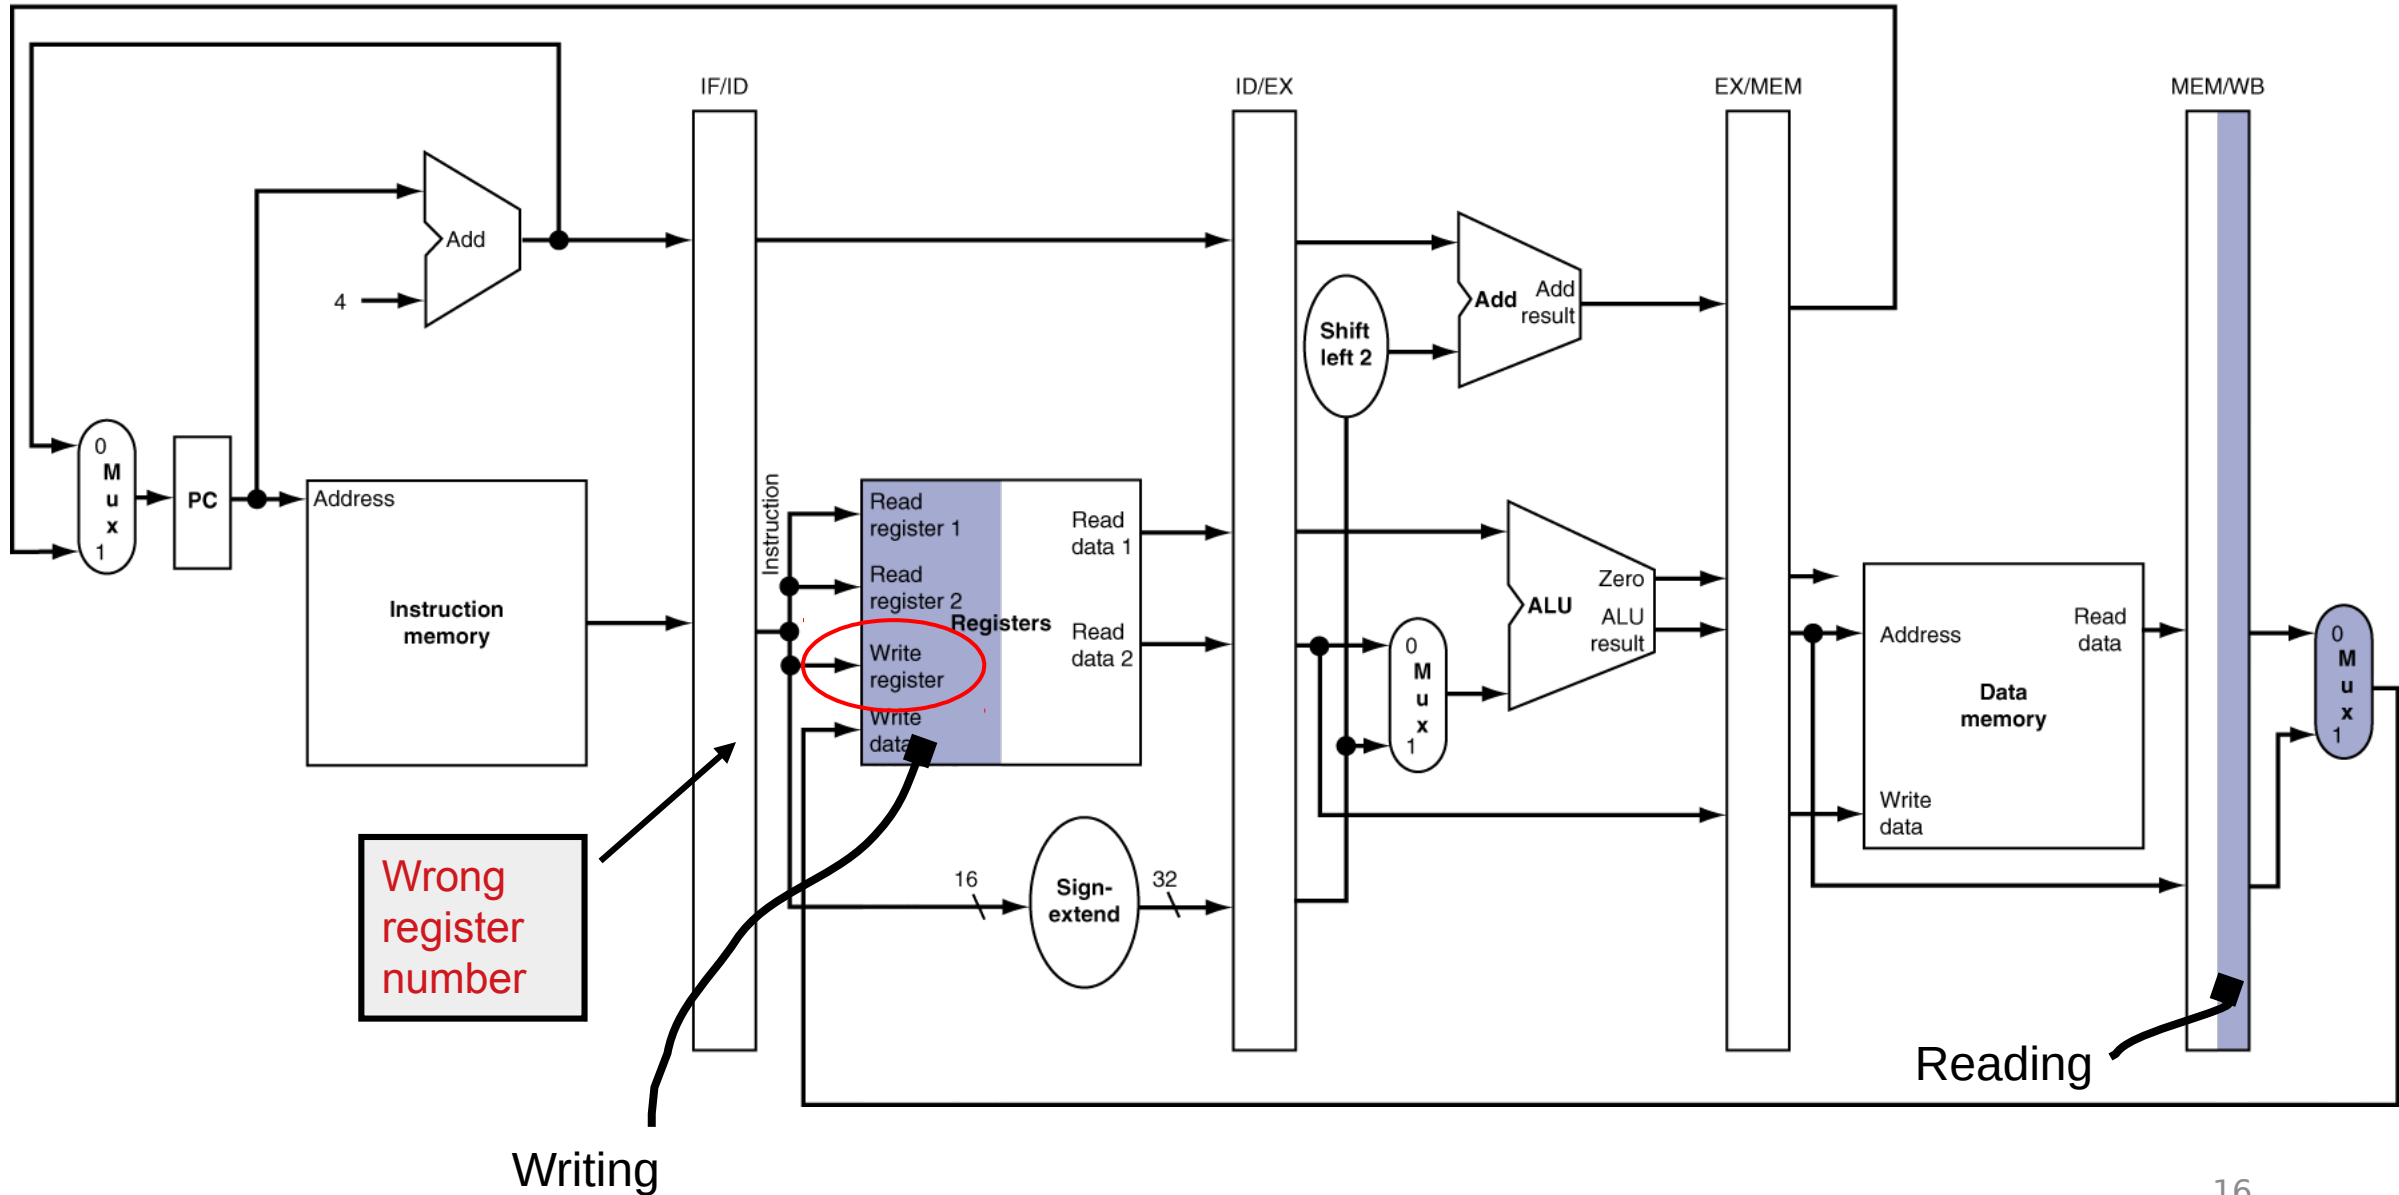 IF/ID
ID/EX
EX/MEM
MEM/WB
Add
4
Add
Add
result
Shift
left 2
0
M
u
x
1
PC
Address
Instruction
memory
Instruction
Read
register 1
Read
register 2
Registers
Write
register
Write
data
Read
data 1
Read
data 2
Zero
ALU
ALU
result
0
M
u
x
1
Address
Read
data
Data
memory
Write
data
0
M
u
x
1
Wrong
register
number
16
Sign-
extend
32
Reading
Writing
16